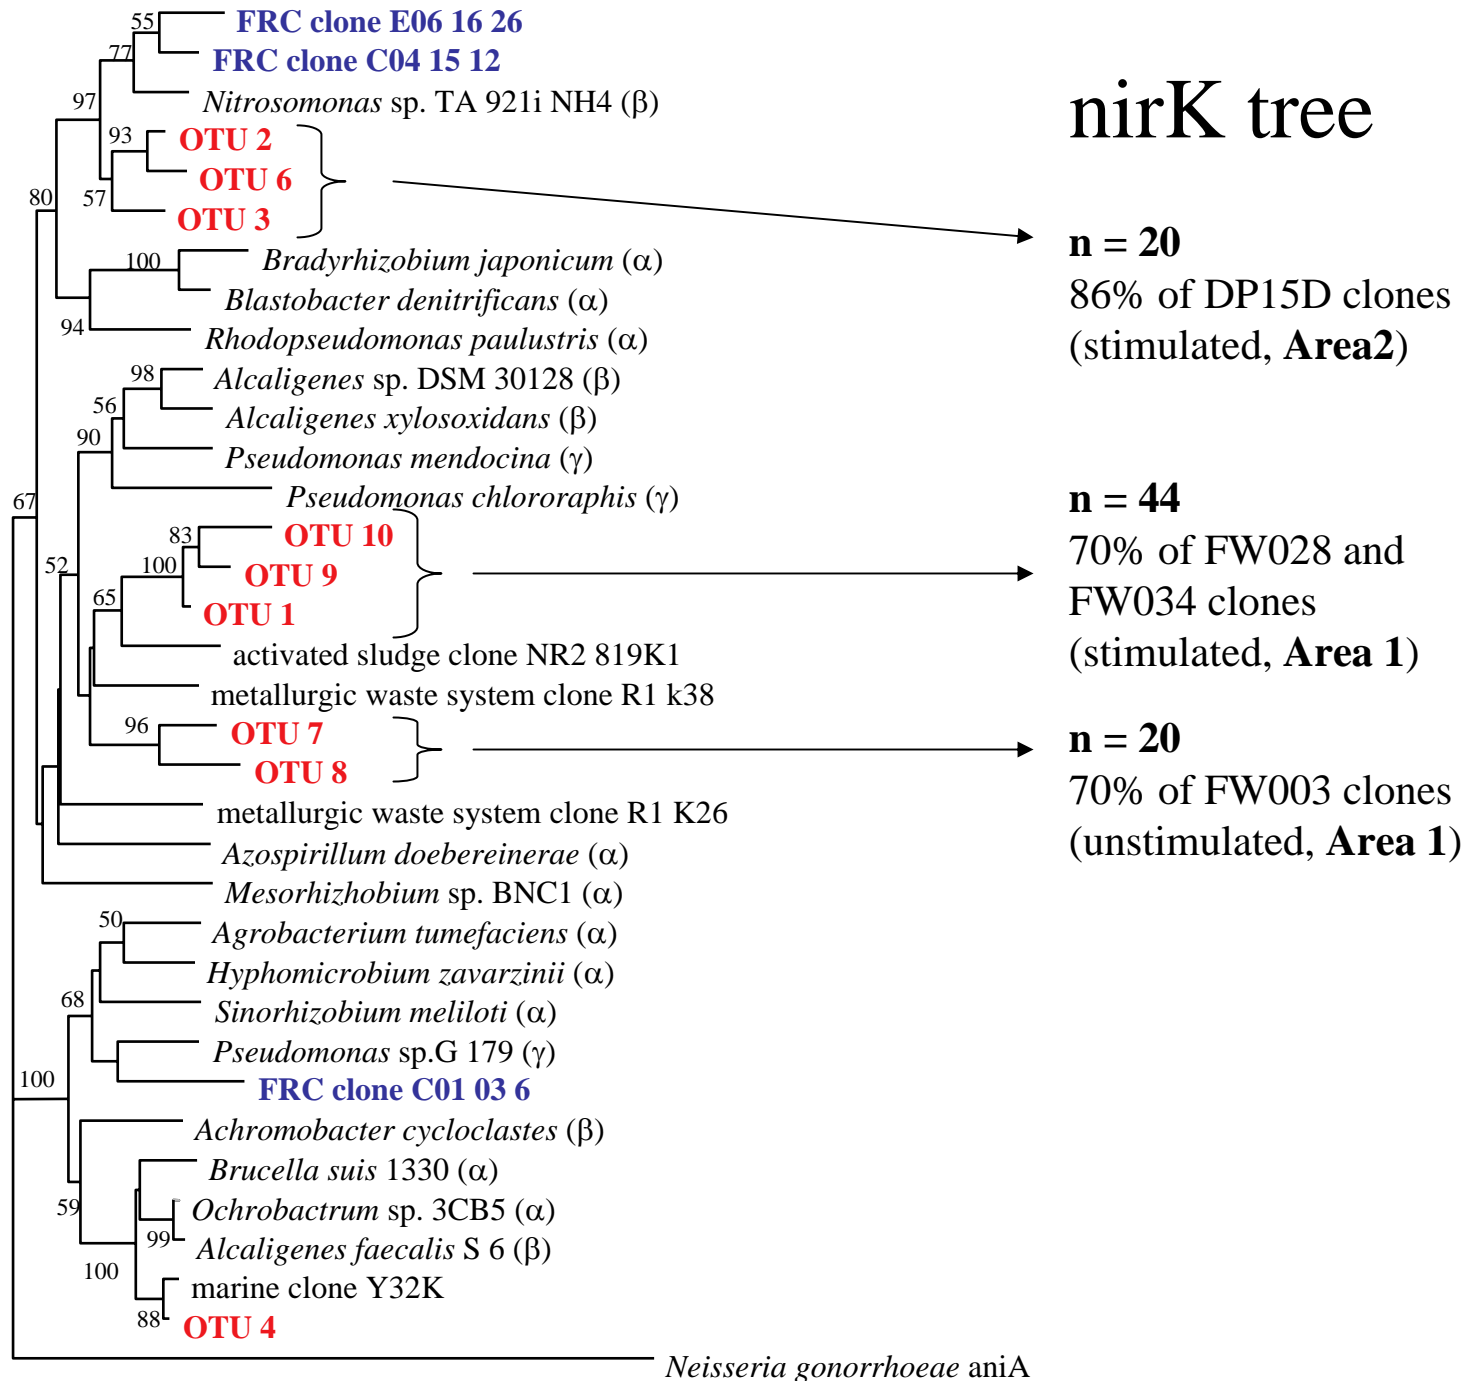 nirK tree
55
FRC clone E06 16 26
77
FRC clone C04 15 12
97
Nitrosomonas sp. TA 921i NH4 (β)
93
OTU 2
OTU 6
57
OTU 3
80
100
Bradyrhizobium japonicum (α)
Blastobacter denitrificans (α)
94
Rhodopseudomonas paulustris (α)
98
Alcaligenes sp. DSM 30128 (β)
56
Alcaligenes xylosoxidans (β)
90
Pseudomonas mendocina (γ)
Pseudomonas chlororaphis (γ)
67
83
OTU 10
52
100
OTU 9
65
OTU 1
activated sludge clone NR2 819K1
metallurgic waste system clone R1 k38
96
OTU 7
OTU 8
metallurgic waste system clone R1 K26
Azospirillum doebereinerae (α)
Mesorhizhobium sp. BNC1 (α)
50
Agrobacterium tumefaciens (α)
Hyphomicrobium zavarzinii (α)
68
Sinorhizobium meliloti (α)
Pseudomonas sp.G 179 (γ)
100
FRC clone C01 03 6
Achromobacter cycloclastes (β)
Brucella suis 1330 (α)
59
Ochrobactrum sp. 3CB5 (α)
99
Alcaligenes faecalis S 6 (β)
100
marine clone Y32K
88
OTU 4
Neisseria gonorrhoeae aniA
n = 20
86% of DP15D clones
(stimulated, Area2)
n = 44
70% of FW028 and
FW034 clones
(stimulated, Area 1)
n = 20
70% of FW003 clones
(unstimulated, Area 1)